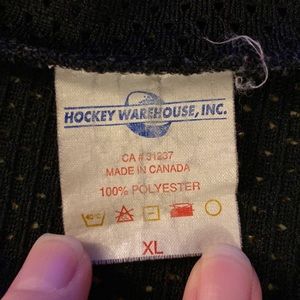 HOCKEY WAREHOUSE, INC.
CA # 31237
MADE IN CANADA
100% POLYESTER
XL